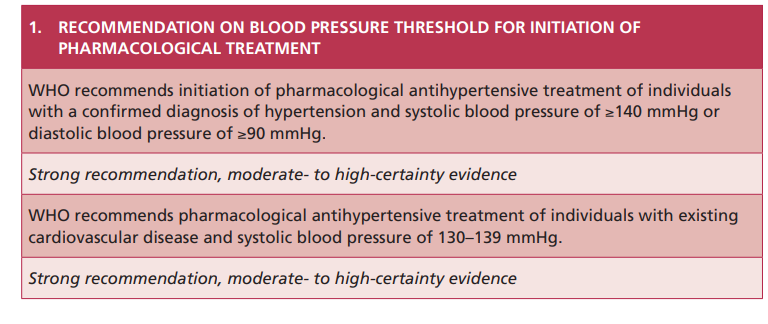 1. RECOMMENDATION ON BLOOD PRESSURE THRESHOLD FOR INITIATION OF
PHARMACOLOGICAL TREATMENT
WHO recommends initiation of pharmacological antihypertensive treatment of individuals
with a confirmed diagnosis of hypertension and systolic blood pressure of ≥140 mmHg or
diastolic blood pressure of ≥90 mmHg.
Strong recommendation, moderate- to high-certainty evidence
WHO recommends pharmacological antihypertensive treatment of individuals with existing
cardiovascular disease and systolic blood pressure of 130–139 mmHg.
Strong recommendation, moderate- to high-certainty evidence